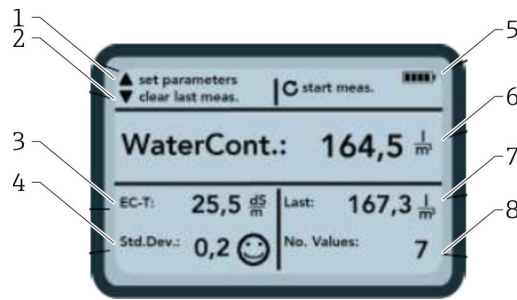 1
2
3
4
▲ set parameters
▼ clear last meas.
start meas.
WaterCont.: 164,5 l/m³
EC-T: 25,5 dS/m
Last: 167,3 l/m³
Std.Dev.: 0,2
No. Values: 7
5
6
7
8